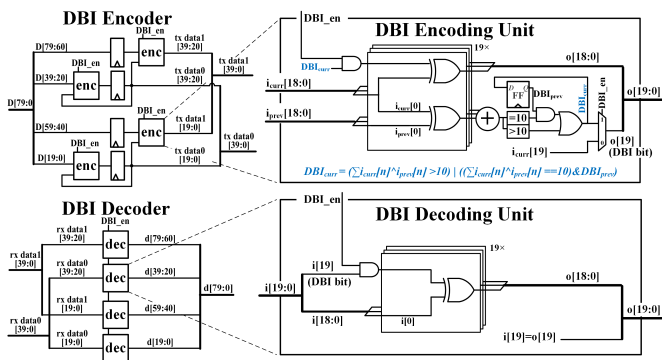 DBI Encoder
DBI_en
D[79:60]
enc
tx data1
[39:20]
tx data1
[39:0]
DBI_en
D[39:20]
enc
tx data0
[39:20]
D[79:0]
DBI_en
D[59:40]
enc
tx data1
[19:0]
tx data0
[39:0]
DBI_en
D[19:0]
enc
tx data0
[19:0]
DBI Encoding Unit
DBI_en
19×
DBIcurr
o[18:0]
icurr[18:0]
icurr[0]
iprev[18:0]
iprev[0]
D Q
FF
DBIprev
DBIcurr
DBI_en
=10
>10
1
0
o[19:0]
o[19]
(DBI bit)
icurr[19]
DBIcurr = (∑icurr[n]^iprev[n] >10) | ((∑icurr[n]^iprev[n] ==10)&DBIprev)
DBI Decoder
DBI_en
rx data1
[39:20]
dec
d[79:60]
rx data1
[39:0]
rx data0
[39:20]
dec
d[39:20]
d[79:0]
rx data1
[19:0]
dec
d[59:40]
rx data0
[39:0]
rx data0
[19:0]
dec
d[19:0]
DBI Decoding Unit
DBI_en
19×
i[19]
(DBI bit)
o[18:0]
i[19:0]
i[18:0]
i[0]
o[19:0]
i[19]=o[19]